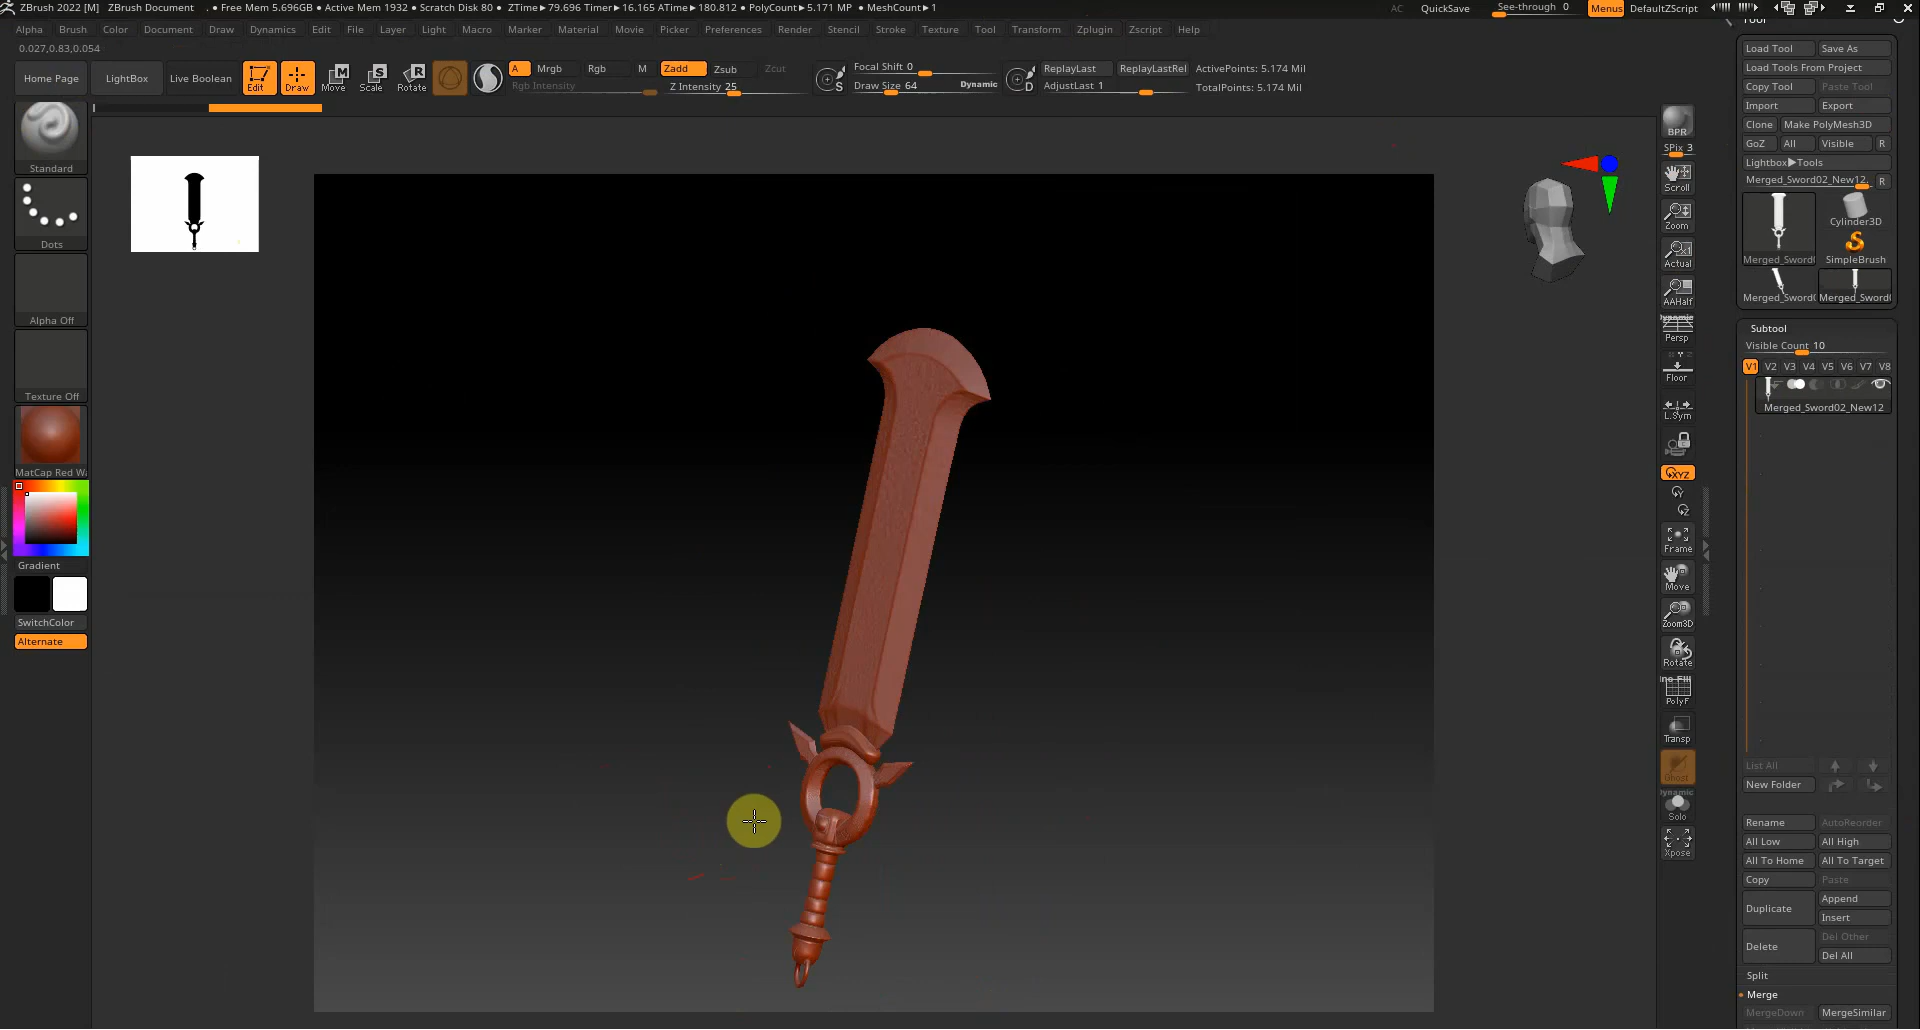 ZBrush 2022 [M] ZBrush Document . • Free Mem 5.696GB • Active Mem 1932 • Scratch Disk 80 • ZTime▶79.696 Timer▶16.165 ATime▶180.812 • PolyCount▶5.171 MP • MeshCount▶1 AC QuickSave See-through 0 Menus DefaultZScript
Alpha Brush Color Document Draw Dynamics Edit File Layer Light Macro Marker Material Movie Picker Preferences Render Stencil Stroke Texture Tool Transform Zplugin Zscript Help
0.027,0.83,0.054
Home Page LightBox Live Boolean Edit Draw Move Scale Rotate
A Mrgb Rgb M Zadd Zsub Zcut
Rgb Intensity Z Intensity 25
S Focal Shift 0
Draw Size 64 Dynamic
D ReplayLast ReplayLastRel ActivePoints: 5.174 Mil
AdjustLast 1 TotalPoints: 5.174 Mil
Standard
Dots
Alpha Off
Texture Off
MatCap Red Wa
Gradient
SwitchColor
Alternate
BPR
SPix 3
Scroll
Zoom
Actual
AAHalf
Dynamic
Persp
Floor
L.Sym
XYZ
Y
Z
Frame
Move
Zoom3D
Rotate
PolyF
Transp
Ghost
Dynamic
Solo
Xpose
Tool
Load Tool Save As
Load Tools From Project
Copy Tool Paste Tool
Import Export
Clone Make PolyMesh3D
GoZ All Visible R
Lightbox▶Tools
Merged_Sword02_New12. R
Cylinder3D
Merged_Sword SimpleBrush
Merged_Sword Merged_Sword
Subtool
Visible Count 10
V1 V2 V3 V4 V5 V6 V7 V8
Merged_Sword02_New12
List All
New Folder
Rename AutoReorder
All Low All High
All To Home All To Target
Copy Paste
Duplicate Append
Insert
Delete Del Other
Del All
Split
Merge
MergeDown MergeSimilar